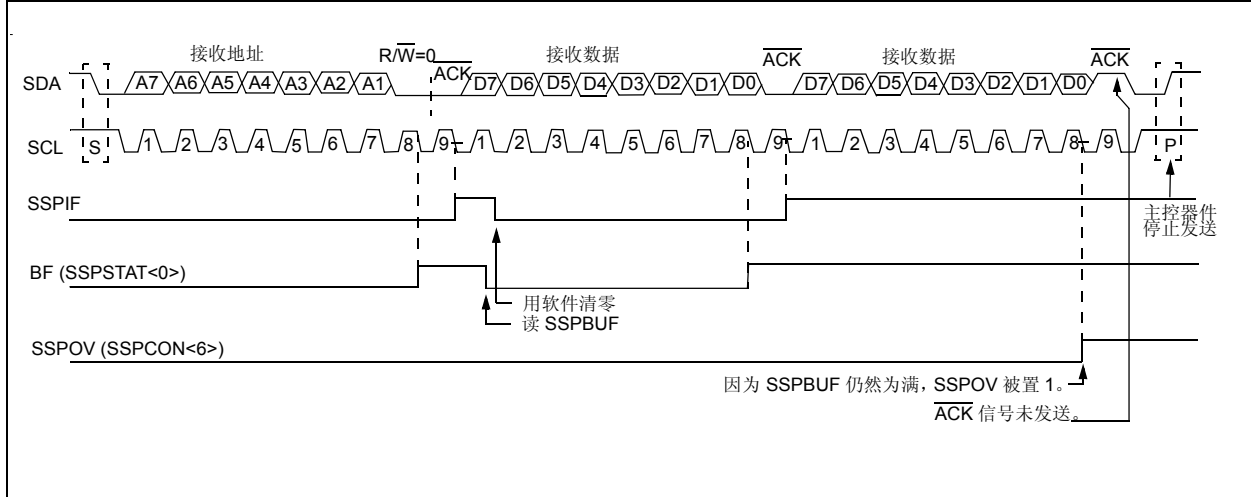 接收地址 R/W̅=0 接收数据 A̅C̅K̅ 接收数据 A̅C̅K̅
A̅C̅K̅
SDA A7 A6 A5 A4 A3 A2 A1 D7 D6 D5 D4 D3 D2 D1 D0 D7 D6 D5 D4 D3 D2 D1 D0
SCL S 1 2 3 4 5 6 7 8 9 1 2 3 4 5 6 7 8 9 1 2 3 4 5 6 7 8 9 P
SSPIF
主控器件
停止发送
BF (SSPSTAT<0>)
用软件清零
读 SSPBUF
SSPOV (SSPCON<6>)
因为 SSPBUF 仍然为满，SSPOV 被置 1。
A̅C̅K̅ 信号未发送。